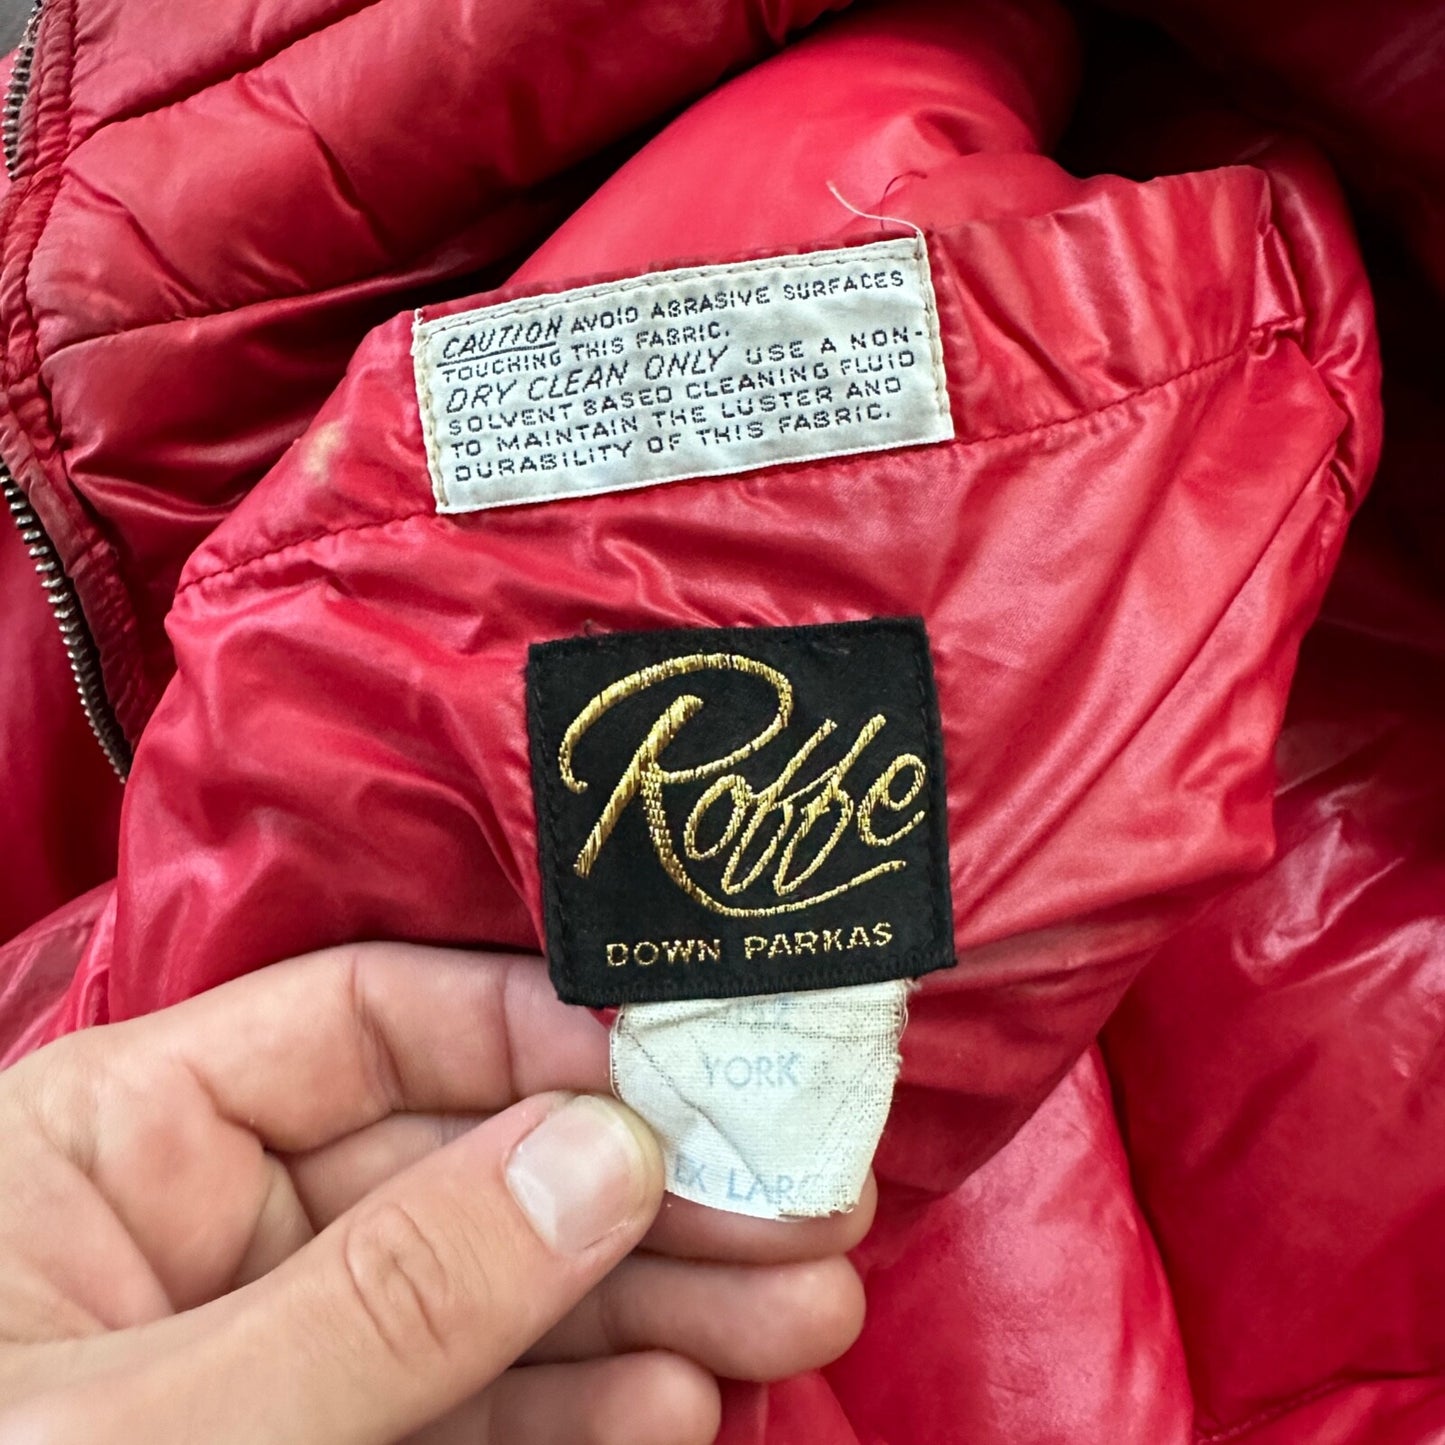 CAUTION AVOID ABRASIVE SURFACES
TOUCHING THIS FABRIC.
DRY CLEAN ONLY USE A NON-
SOLVENT BASED CLEANING FLUID
TO MAINTAIN THE LUSTER AND
DURABILITY OF THIS FABRIC.
Roffe
DOWN PARKAS
YORK